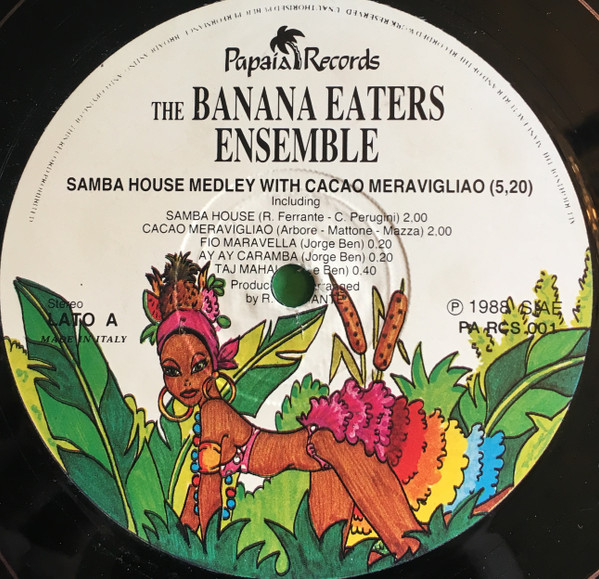 Papaia Records
THE BANANA EATERS
ENSEMBLE
SAMBA HOUSE MEDLEY WITH CACAO MERAVIGLIAO (5,20)
Including
SAMBA HOUSE (R. Ferrante - C. Perugini) 2.00
CACAO MERAVIGLIAO (Arbore - Mattone - Mazza) 2.00
FIO MARAVELLA (Jorge Ben) 0.20
AY AY CARAMBA (Jorge Ben) 0.20
TAJ MAHAL Ben) 0.40
by R.
Stereo
LATO A
MADE IN ITALY
℗ 1988 SIAE
PA RCS 001